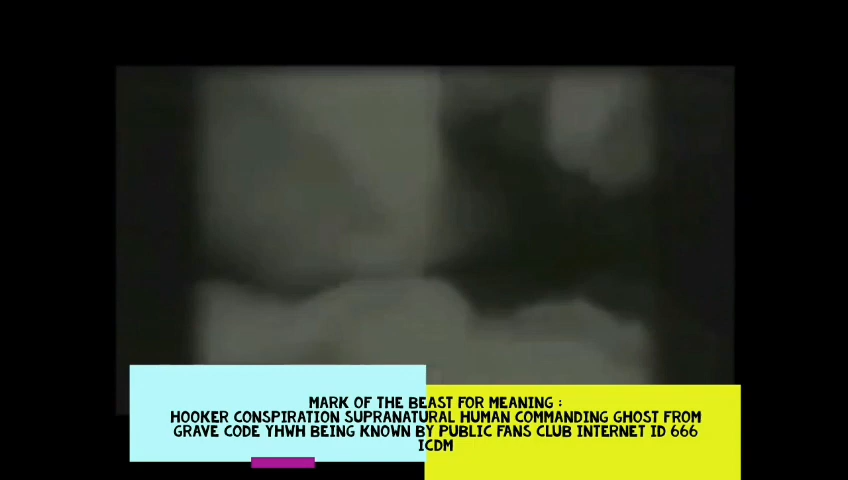 MARK OF THE BEAST FOR MEANING :
HOOKER CONSPIRATION SUPRANATURAL HUMAN COMMANDING GHOST FROM
GRAVE CODE YHWH BEING KNOWN BY PUBLIC FANS CLUB INTERNET ID 666
ICDM